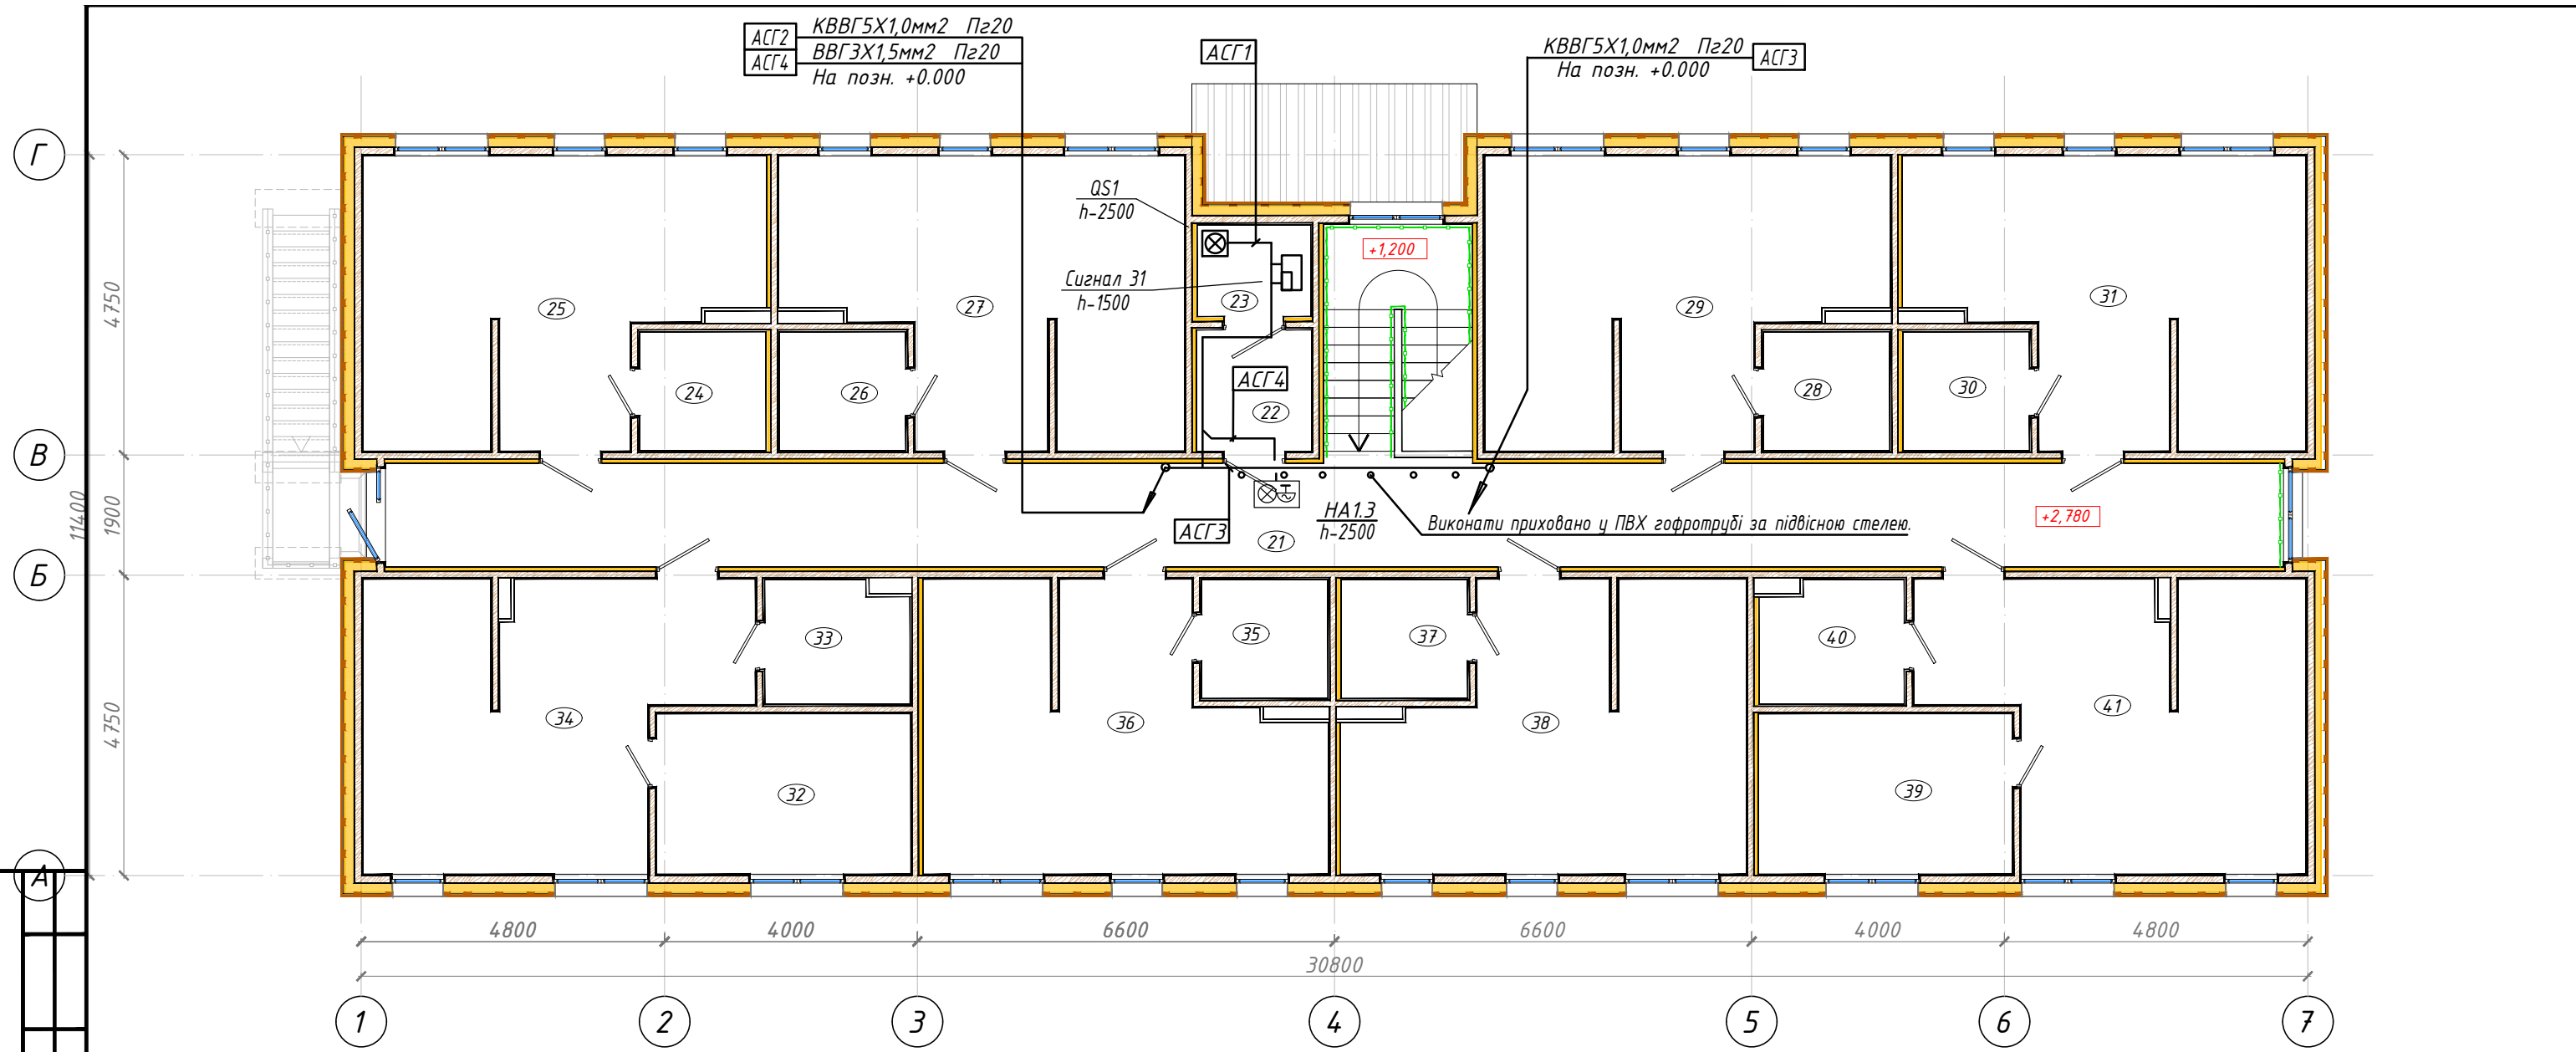 АСГ2 КВВГ5Х1,0мм2 Пг20
АСГ4 ВВГ3Х1,5мм2 Пг20
На позн. +0.000
АСГ1
КВВГ5Х1,0мм2 Пг20 АСГ3
На позн. +0.000
Г
QS1
h-2500
+1,200
Сигнал 31
h-1500
23
25
27
29
31
4750
24
26
АСГ4
22
28
30
В
11400
1900
АСГ3
21
НА1.3
h-2500
Виконати приховано у ПВХ гофротрубі за підвісною стелею.
+2,780
Б
33
35
37
40
4750
34
36
38
41
32
39
А
4800
4000
6600
6600
4000
4800
30800
1
2
3
4
5
6
7